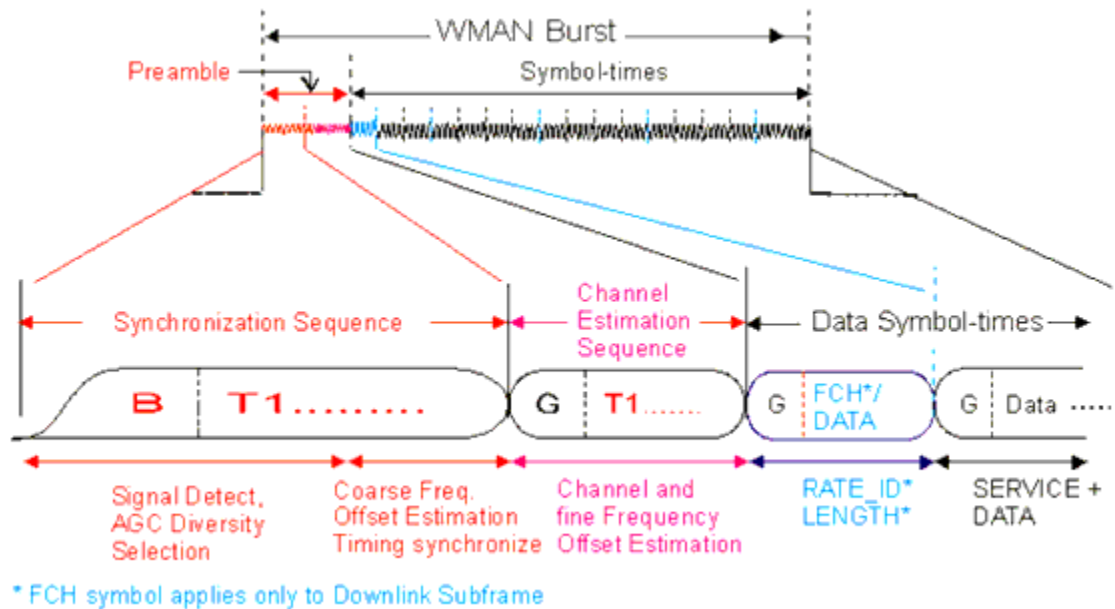 WMAN Burst
Preamble
Symbol-times
Synchronization Sequence
Channel
Estimation
Sequence
Data Symbol-times
B
T1.........
G
T1......
G
FCH*/
DATA
G
Data .....
Signal Detect,
AGC Diversity
Selection
Coarse Freq.
Offset Estimation
Timing synchronize
Channel and
fine Frequency
Offset Estimation
RATE_ID*
LENGTH*
SERVICE +
DATA
* FCH symbol applies only to Downlink Subframe